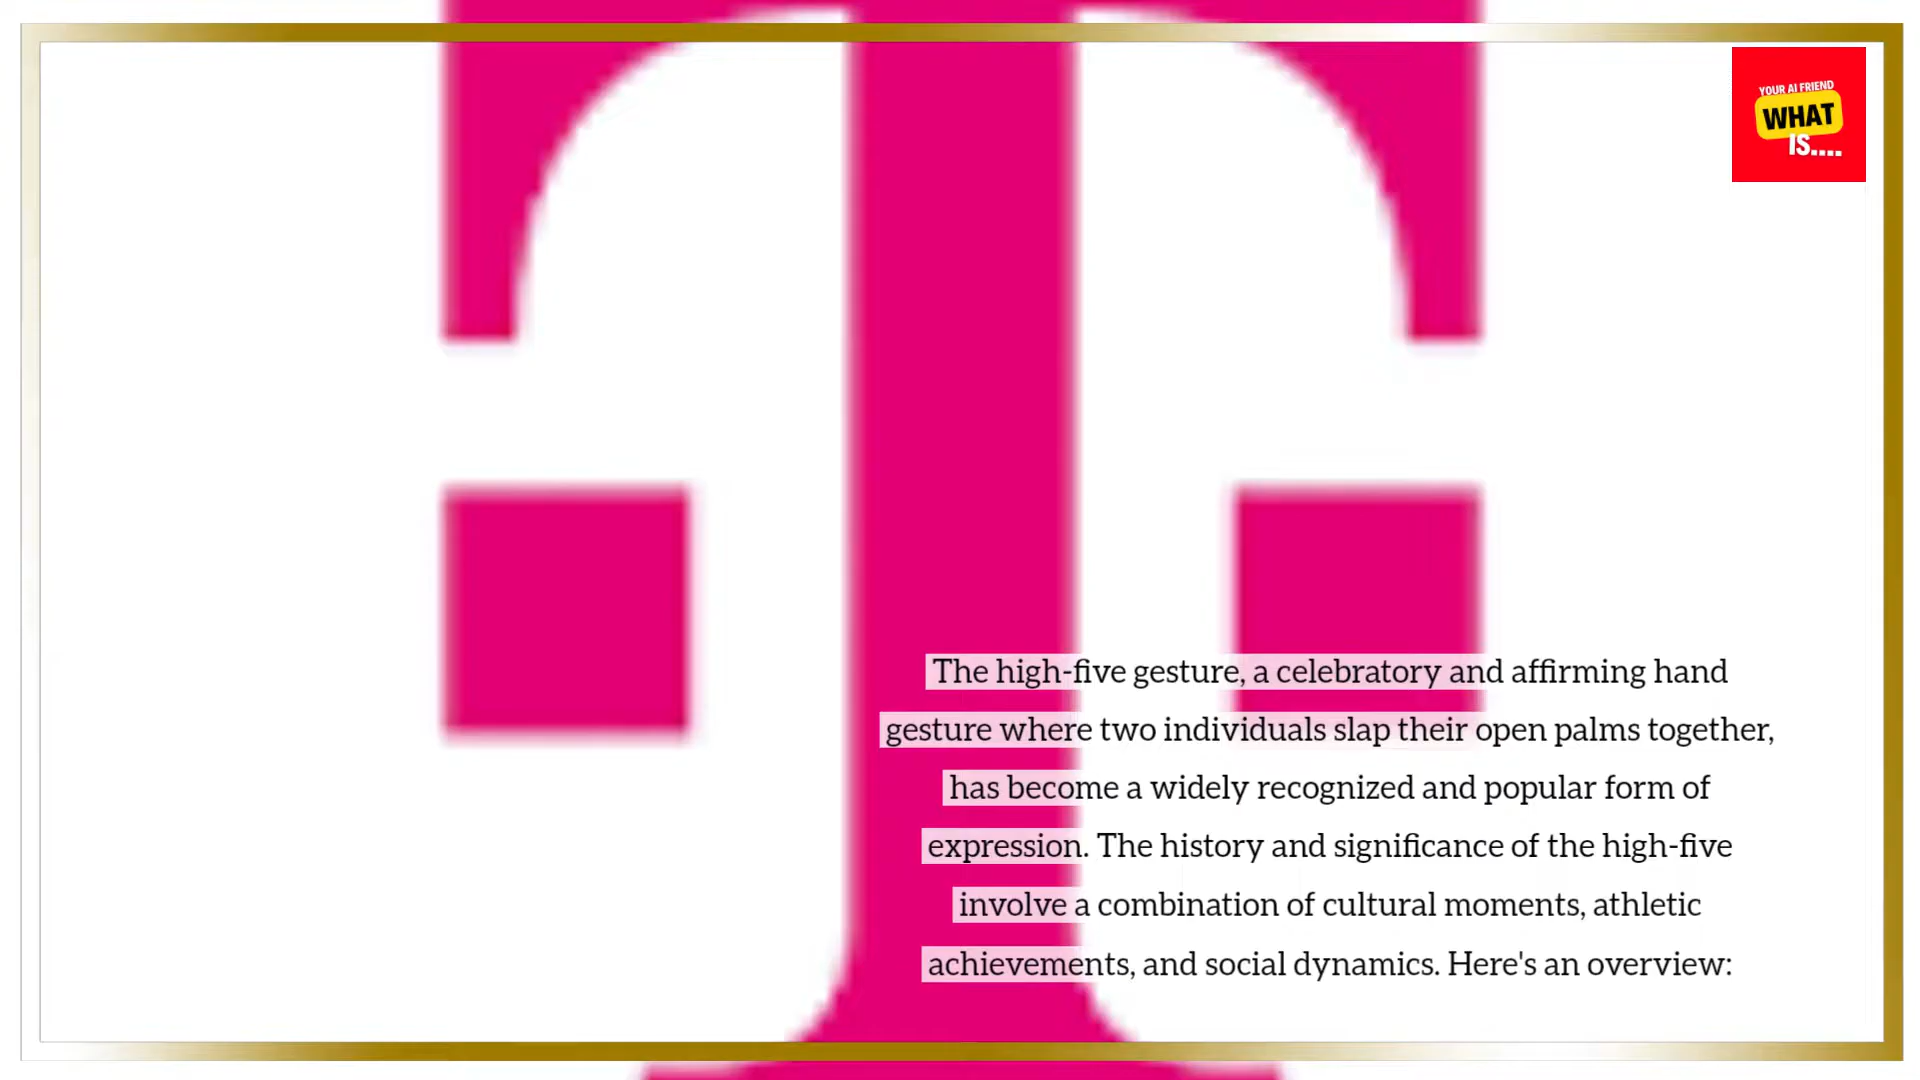 YOUR AI FRIEND
WHAT
IS....
The high-five gesture, a celebratory and affirming hand
gesture where two individuals slap their open palms together,
has become a widely recognized and popular form of
expression. The history and significance of the high-five
involve a combination of cultural moments, athletic
achievements, and social dynamics. Here's an overview: